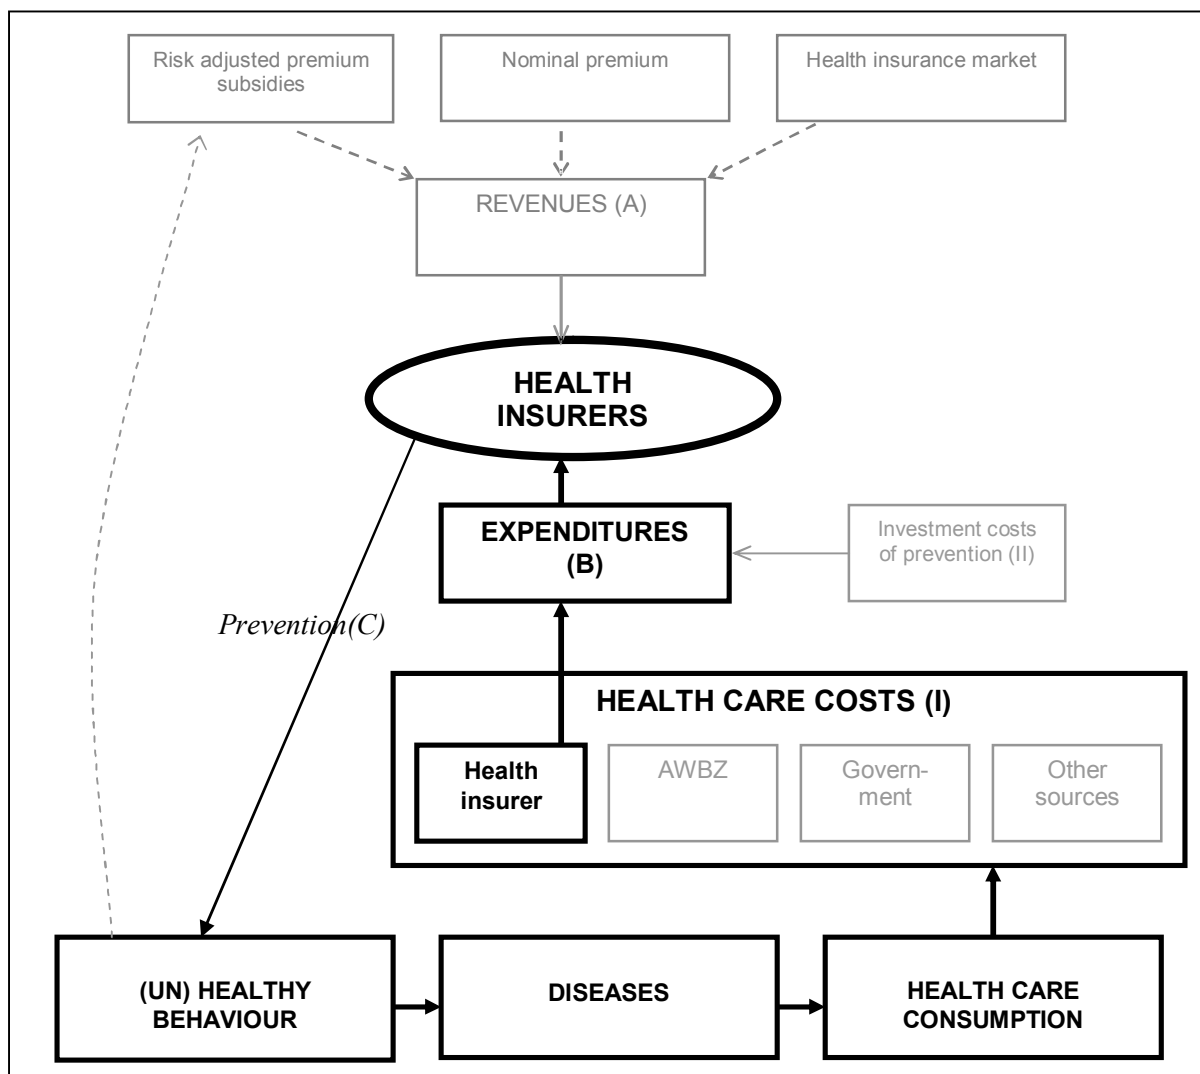 Risk adjusted premium
subsidies
Nominal premium
Health insurance market
REVENUES (A)
HEALTH
INSURERS
EXPENDITURES
(B)
Investment costs
of prevention (II)
Prevention(C)
HEALTH CARE COSTS (I)
Health
insurer
AWBZ
Govern-
ment
Other
sources
(UN) HEALTHY
BEHAVIOUR
DISEASES
HEALTH CARE
CONSUMPTION